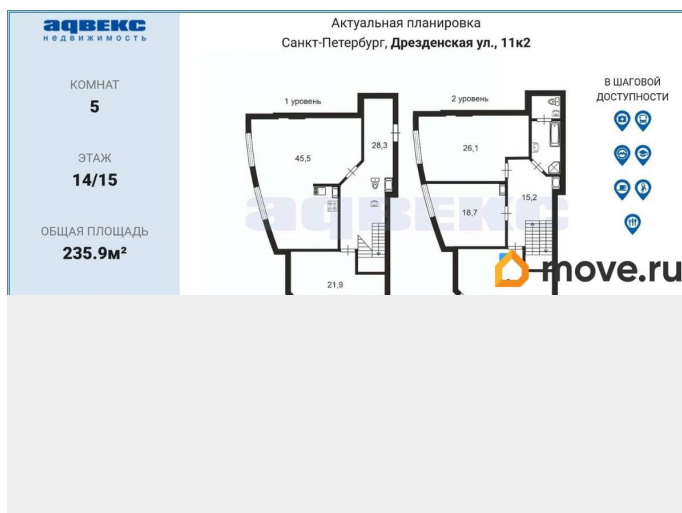 АДВЕКС
НЕДВИЖИМОСТЬ
КОМНАТ
5
ЭТАЖ
14/15
ОБЩАЯ ПЛОЩАДЬ
235.9м²
Актуальная планировка
Санкт-Петербург, Дрезденская ул., 11к2
1 уровень
45,5
28,3
21,9
2 уровень
26,1
18,7
15,2
АДВЕКС
move.ru
В ШАГОВОЙ
ДОСТУПНОСТИ